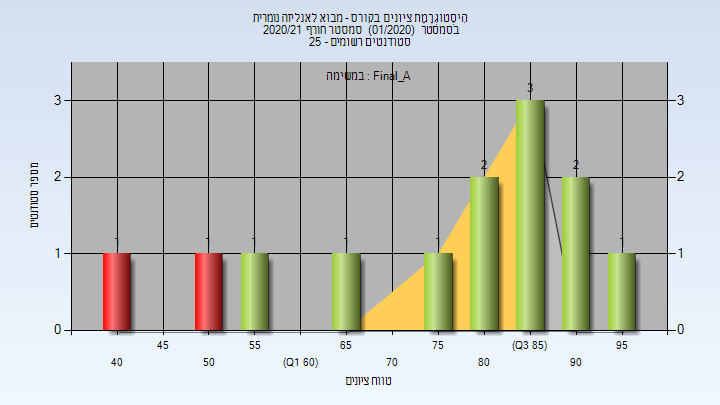 הִיסְטוֹגְרָמַת ציונים בקורס - מבוא לאנליזה נומרית
בסמסטר (01/2020) סמסטר חורף 2020/21
סטודנטים רשומים - 25
במשימה : Final_A
מספר סטודנטים
3 3
2 2
1 1
0 0
1 1 1 1 1 2 3 2 1
45 55 65 75 (Q3 85) 95
40 50 (Q1 60) 70 80 90
טווח ציונים